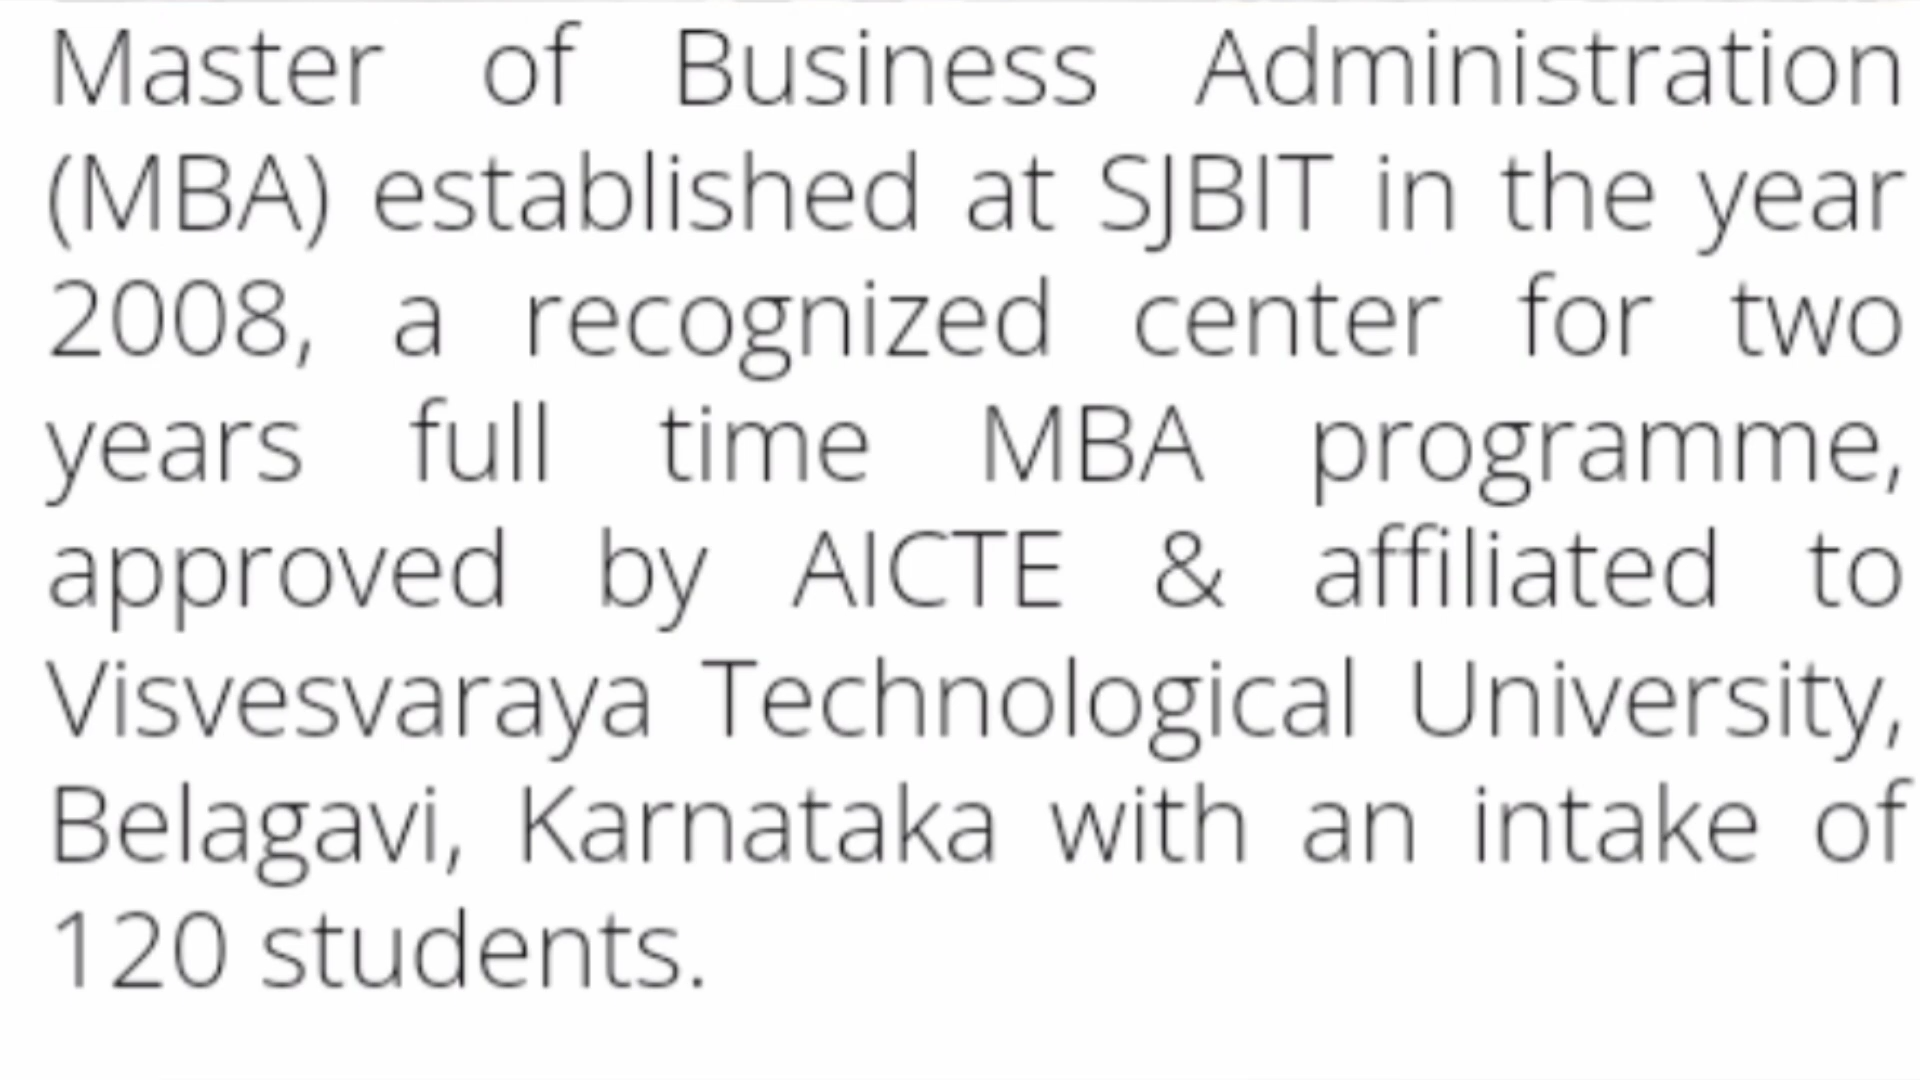 Master of Business Administration
(MBA) established at SJBIT in the year
2008, a recognized center for two
years full time MBA programme,
approved by AICTE & affiliated to
Visvesvaraya Technological University,
Belagavi, Karnataka with an intake of
120 students.